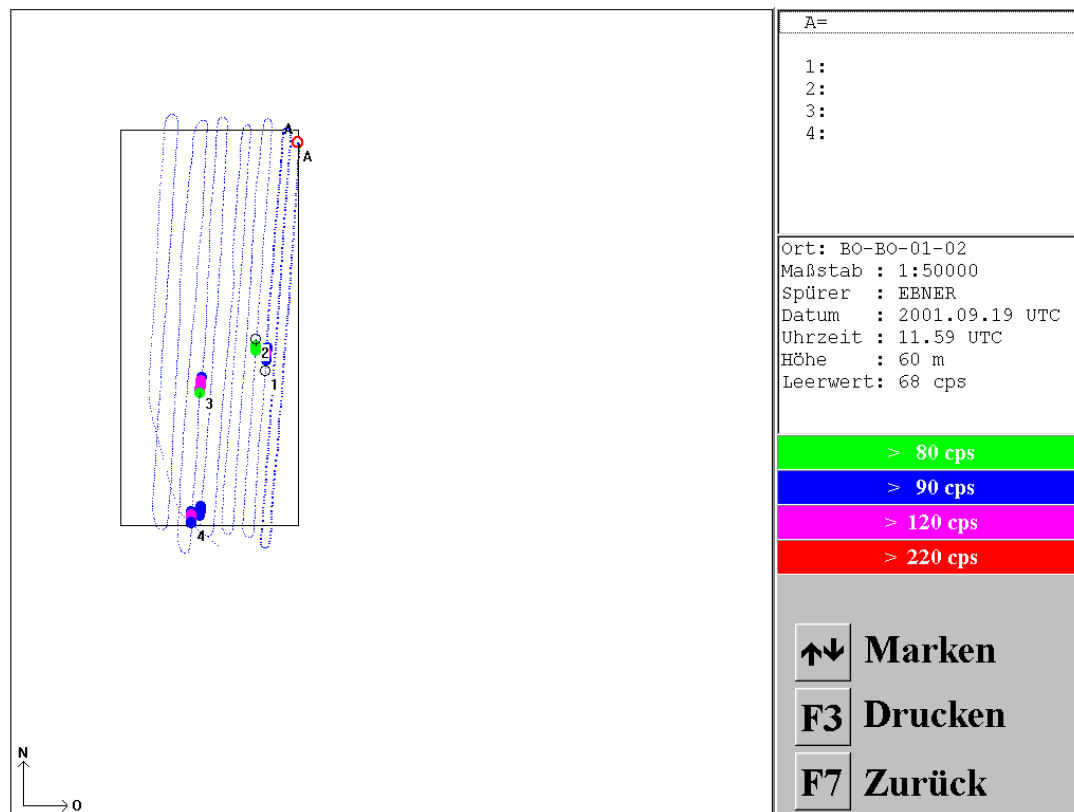 A
A
2
1
3
4
N
O
A=
1:
2:
3:
4:
Ort: BO-BO-01-02
Maßstab : 1:50000
Spürer : EBNER
Datum : 2001.09.19 UTC
Uhrzeit : 11.59 UTC
Höhe : 60 m
Leerwert: 68 cps
> 80 cps
> 90 cps
> 120 cps
> 220 cps
Marken
F3 Drucken
F7 Zurück